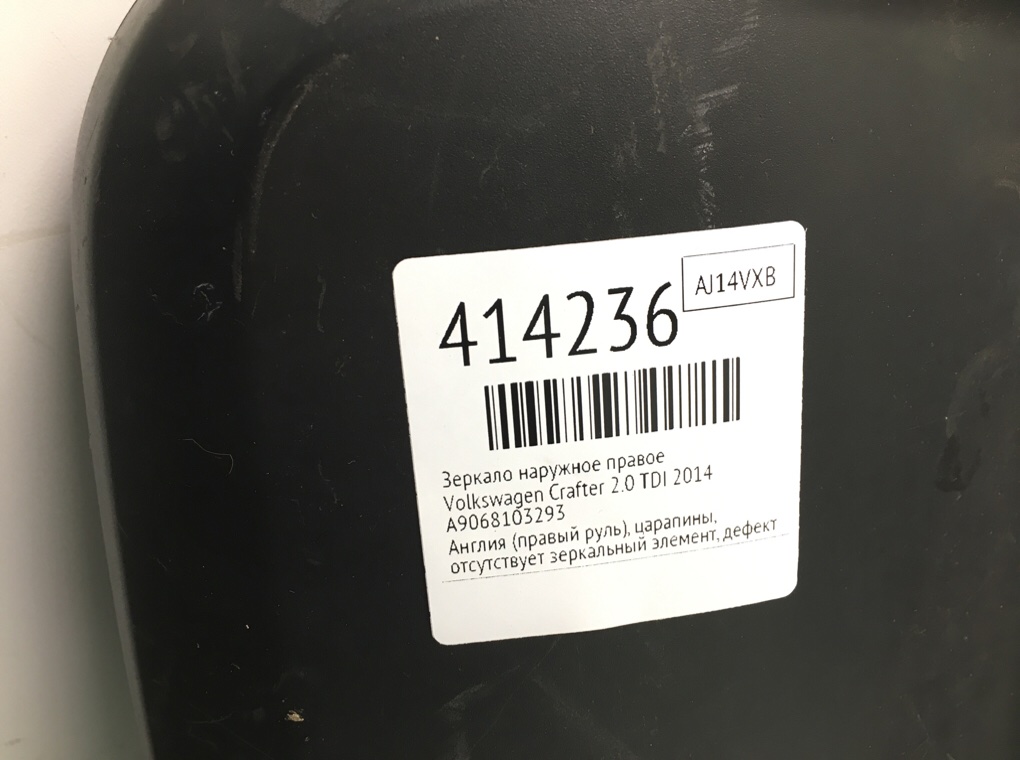 AJ14VXB
414236
Зеркало наружное правое
Volkswagen Crafter 2.0 TDI 2014
A9068103293
Англия (правый руль), царапины,
отсутствует зеркальный элемент, дефект